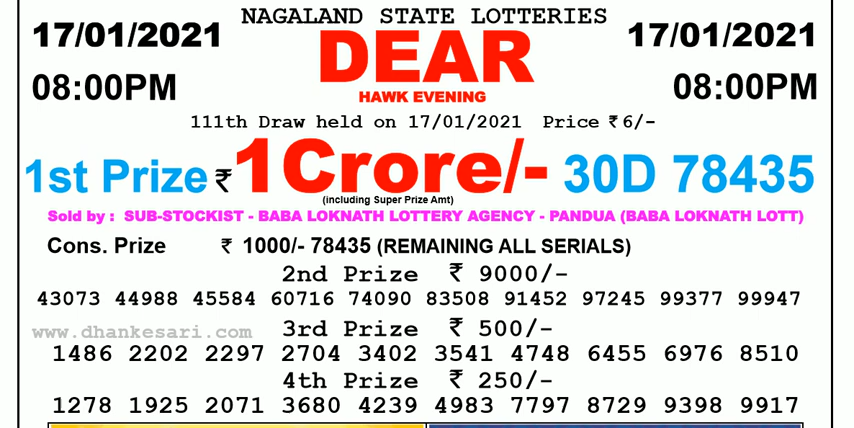 NAGALAND STATE LOTTERIES
17/01/2021 DEAR 17/01/2021
08:00PM HAWK EVENING 08:00PM
111th Draw held on 17/01/2021 Price ₹ 6/-
1st Prize ₹ 1Crore/- 30D 78435
(including Super Prize Amt)
Sold by : SUB-STOCKIST - BABA LOKNATH LOTTERY AGENCY - PANDUA (BABA LOKNATH LOTT)
Cons. Prize ₹ 1000/- 78435 (REMAINING ALL SERIALS)
2nd Prize ₹ 9000/-
43073 44988 45584 60716 74090 83508 91452 97245 99377 99947
www.dhankesari.com 3rd Prize ₹ 500/-
1486 2202 2297 2704 3402 3541 4748 6455 6976 8510
4th Prize ₹ 250/-
1278 1925 2071 3680 4239 4983 7797 8729 9398 9917